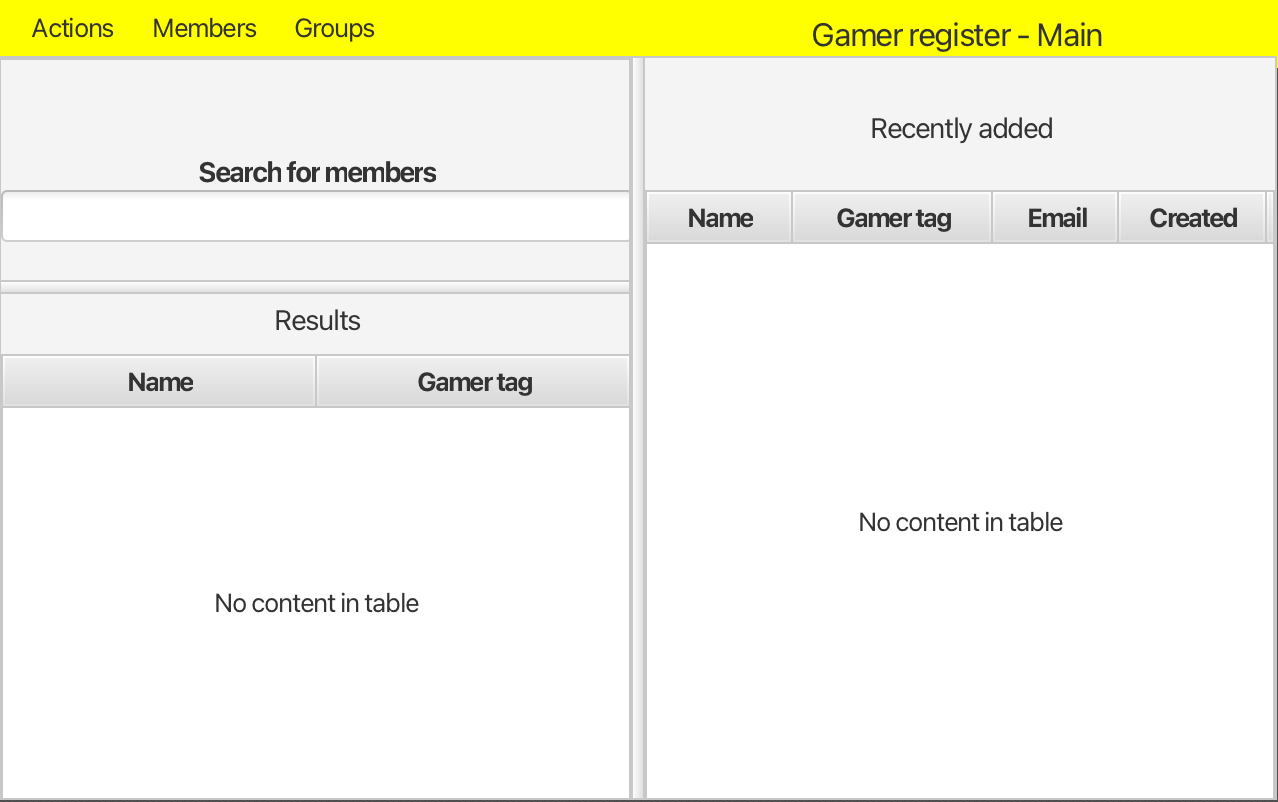 Actions Members Groups
Gamer register - Main
Search for members
Results
Name Gamer tag
No content in table
Recently added
Name Gamer tag Email Created
No content in table